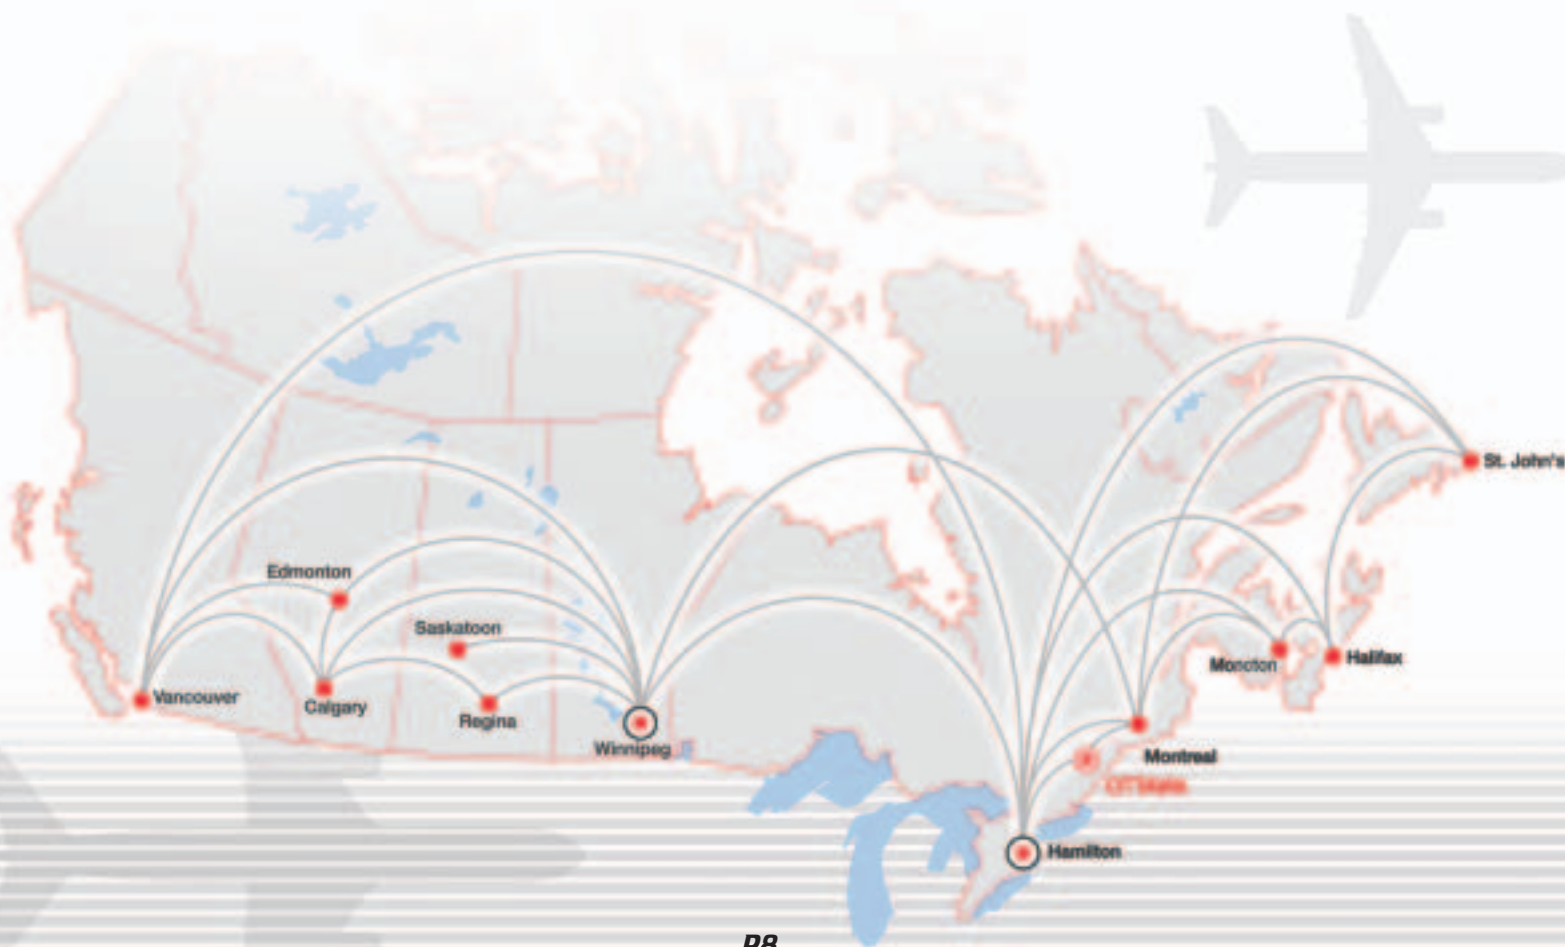 St. John's
Edmonton
Saskatoon
Vancouver
Calgary
Regina
Winnipeg
Moncton
Halifax
Montreal
OTTAWA
Hamilton
P8